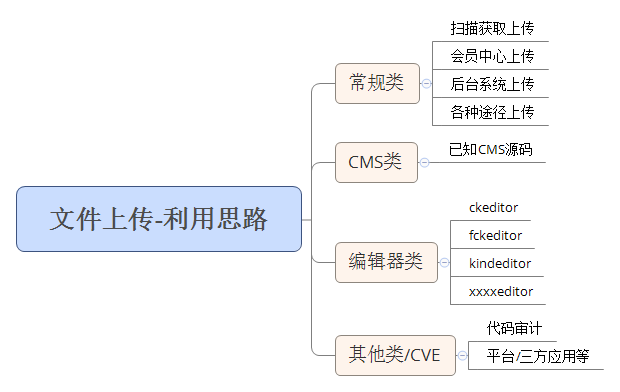 文件上传-利用思路
常规类
扫描获取上传
会员中心上传
后台系统上传
各种途径上传
CMS类
已知CMS源码
编辑器类
ckeditor
fckeditor
kindeditor
xxxxeditor
其他类/CVE
代码审计
平台/三方应用等